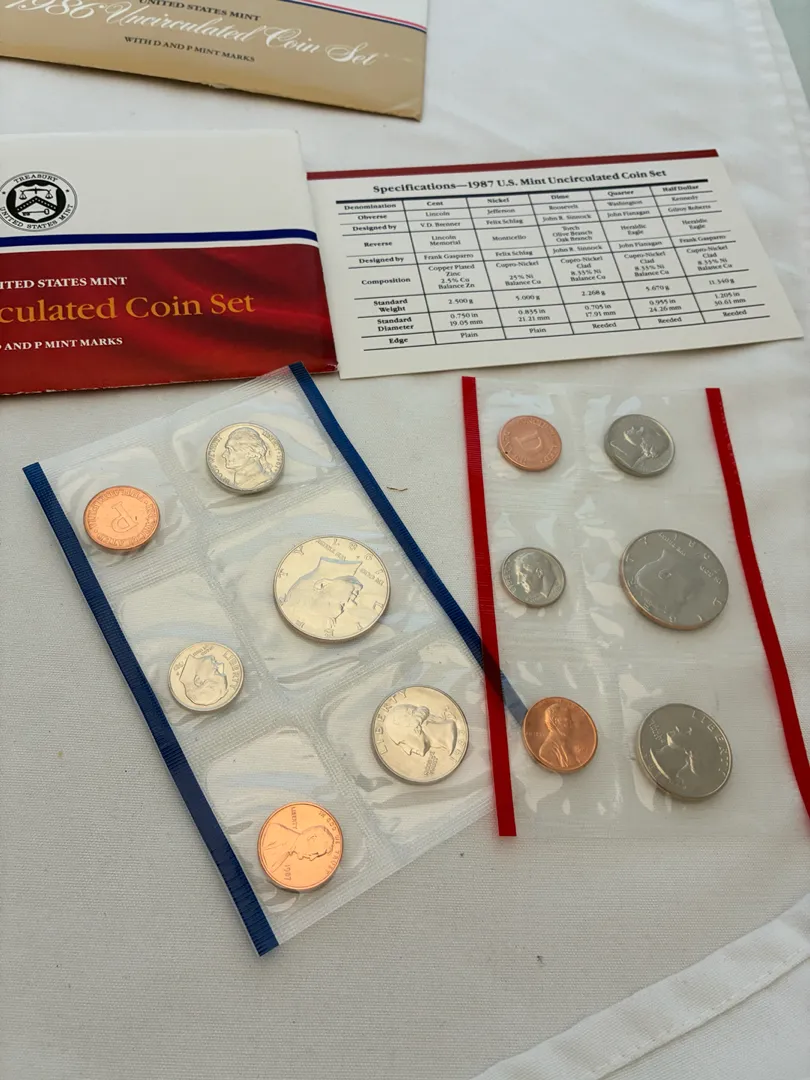 UNITED STATES MINT
1986 Uncirculated Coin Set
WITH D AND P MINT MARKS
TREASURY
UNITED STATES MINT
ITED STATES MINT
culated Coin Set
AND P MINT MARKS
Specifications—1987 U.S. Mint Uncirculated Coin Set
Denomination Cent Nickel Dime Quarter Half Dollar
Obverse Lincoln Jefferson Roosevelt Washington Kennedy
Designed by V.D. Brenner Felix Schlag John R. Sinnock John Flanagan Gilroy Roberts
Reverse Lincoln Memorial Monticello Torch Olive Branch Oak Branch Heraldic Eagle Heraldic Eagle
Designed by Frank Gasparro Felix Schlag John R. Sinnock John Flanagan Frank Gasparro
Composition Copper Plated Zinc 2.5% Cu Balance Zn Cupro-Nickel 25% Ni Balance Cu Cupro-Nickel Clad 8.33% Ni Balance Cu Cupro-Nickel Clad 8.33% Ni Balance Cu Cupro-Nickel Clad 8.33% Ni Balance Cu
Standard Weight 2.500 g 5.000 g 2.268 g 5.670 g 11.340 g
Standard Diameter 0.750 in 19.05 mm 0.835 in 21.21 mm 0.705 in 17.91 mm 0.955 in 24.26 mm 1.205 in 30.61 mm
Edge Plain Plain Reeded Reeded Reeded
D
P
LIBERTY
LIBERTY
LIBERTY
LIBERTY
1987
LIBERTY